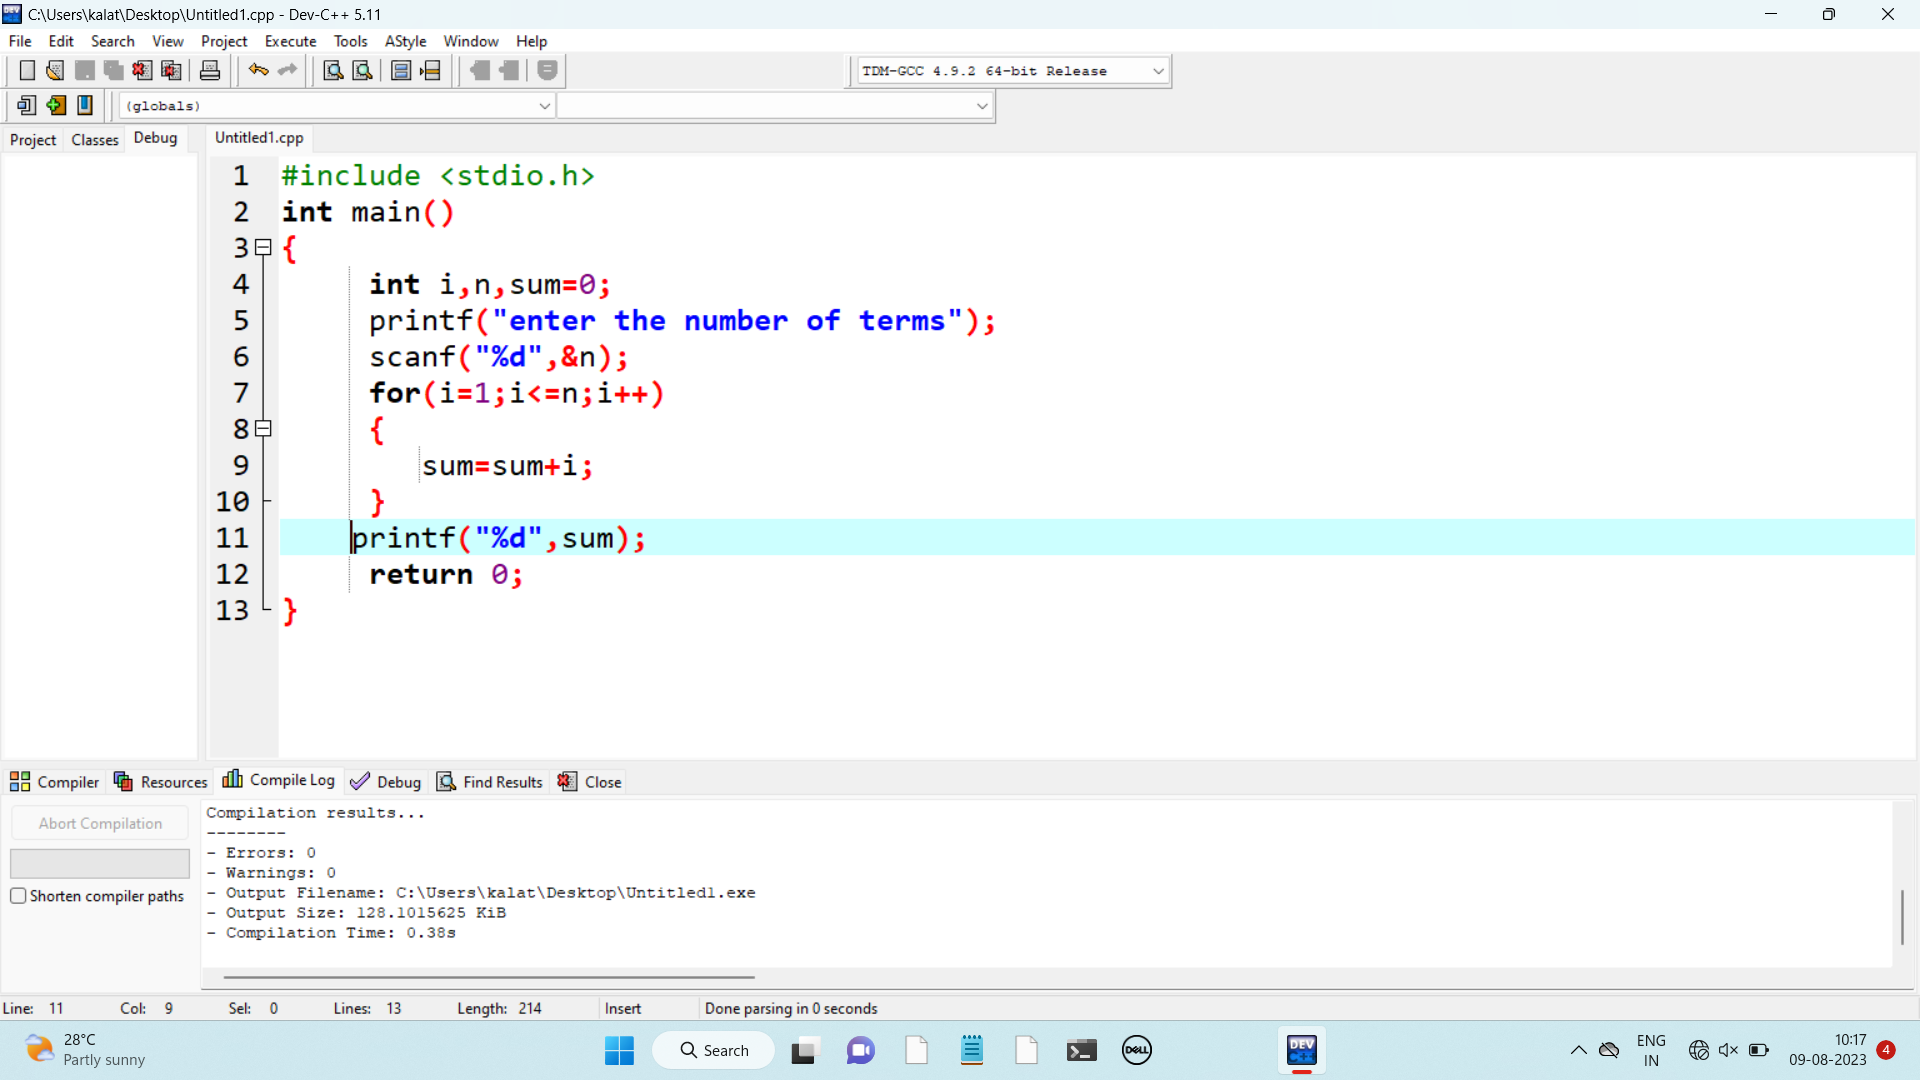 C:\Users\kalat\Desktop\Untitled1.cpp - Dev-C++ 5.11
File Edit Search View Project Execute Tools AStyle Window Help
TDM-GCC 4.9.2 64-bit Release
(globals)
Project Classes Debug Untitled1.cpp
1 #include <stdio.h>
2 int main()
3 {
4 int i,n,sum=0;
5 printf("enter the number of terms");
6 scanf("%d",&n);
7 for(i=1;i<=n;i++)
8 {
9 sum=sum+i;
10 }
11 printf("%d",sum);
12 return 0;
13 }
Compiler Resources Compile Log Debug Find Results Close
Abort Compilation
Shorten compiler paths
Compilation results...
--------
- Errors: 0
- Warnings: 0
- Output Filename: C:\Users\kalat\Desktop\Untitled1.exe
- Output Size: 128.1015625 KiB
- Compilation Time: 0.38s
Line: 11 Col: 9 Sel: 0 Lines: 13 Length: 214 Insert Done parsing in 0 seconds
28°C
Partly sunny
Search
DELL
DEV
C++
ENG
IN
10:17
09-08-2023
4